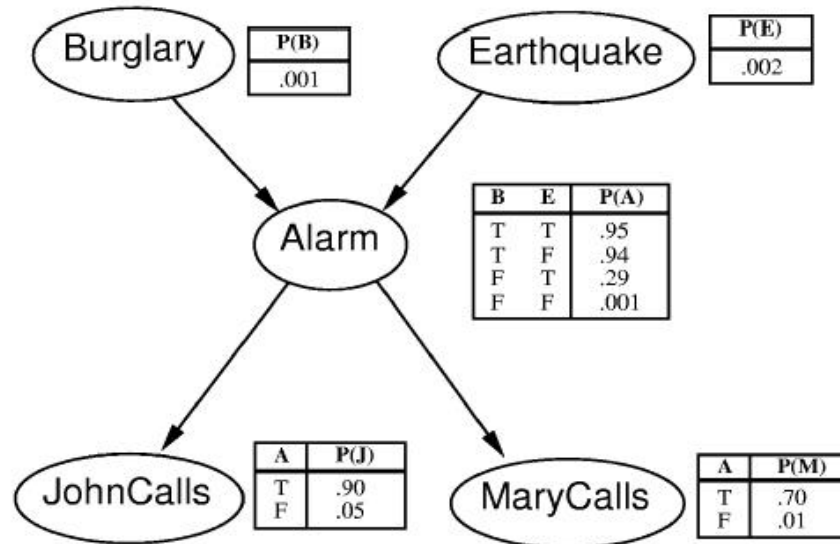 Burglary
P(B)
.001
Earthquake
P(E)
.002
Alarm
B E P(A)
T T .95
T F .94
F T .29
F F .001
JohnCalls
A P(J)
T .90
F .05
MaryCalls
A P(M)
T .70
F .01